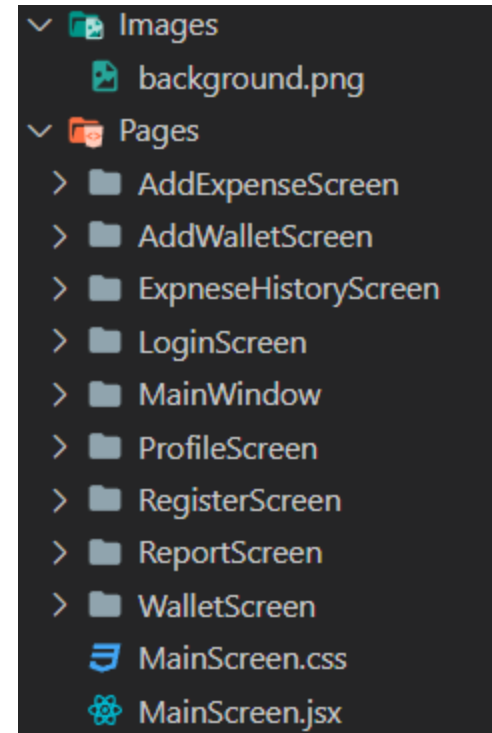 Images
background.png
Pages
AddExpenseScreen
AddWalletScreen
ExpneseHistoryScreen
LoginScreen
MainWindow
ProfileScreen
RegisterScreen
ReportScreen
WalletScreen
MainScreen.css
MainScreen.jsx